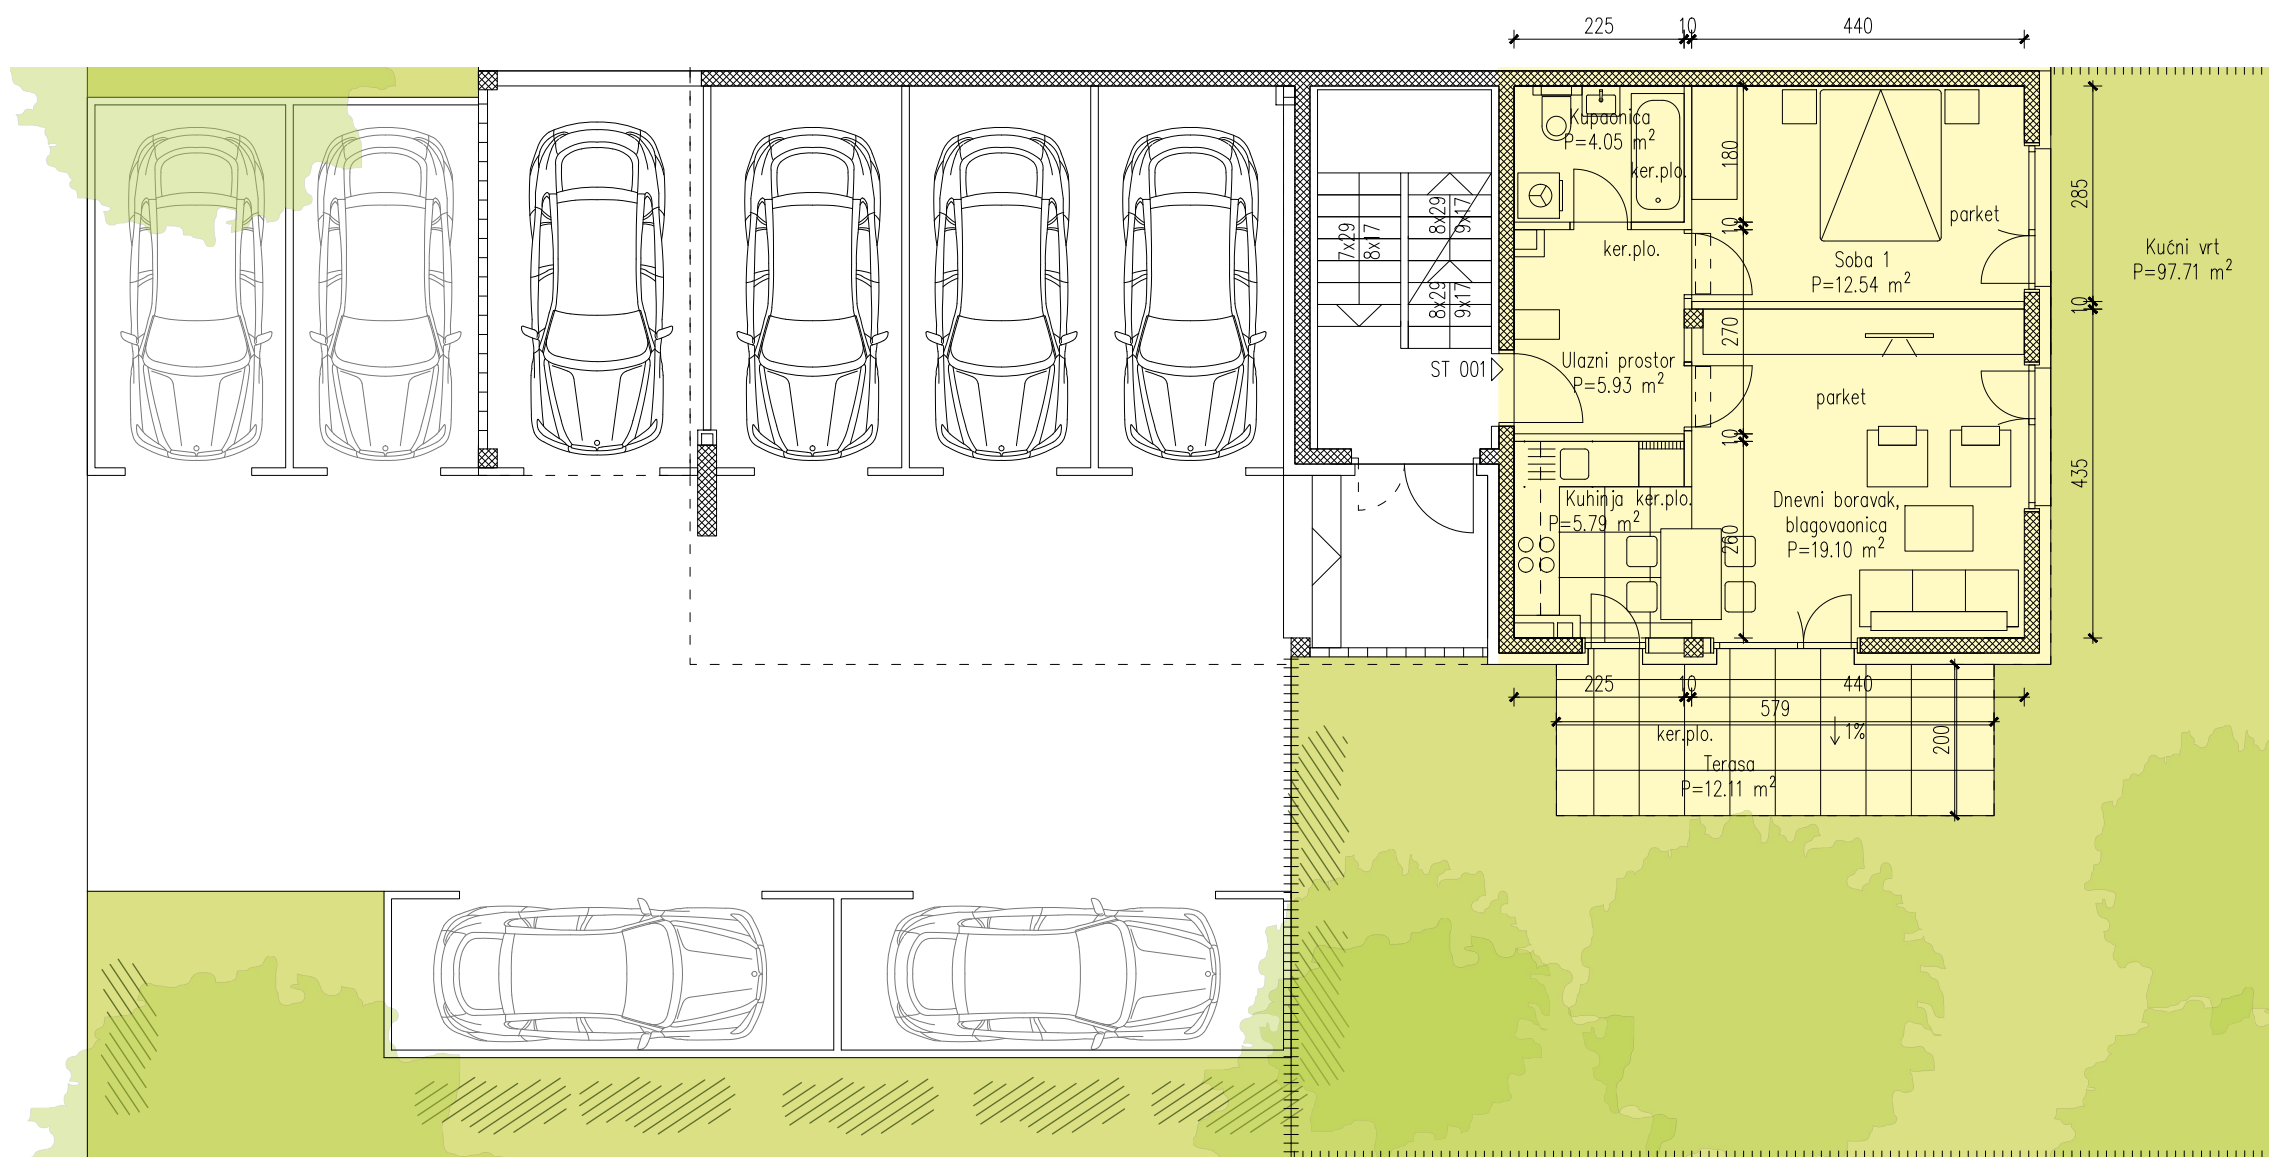 225
10
440
Kupaonica
P=4.05 m²
ker.plo.
180
10
ker.plo.
parket
Soba 1
P=12.54 m²
285
10
Kućni vrt
P=97.71 m²
7x29
8x17
8x29
9x17
8x29
9x17
ST 001
Ulazni prostor
P=5.93 m²
270
10
parket
435
Kuhinja ker.plo.
P=5.79 m²
260
Dnevni boravak,
blagovaonica
P=19.10 m²
225
10
440
579
ker.plo.
1%
200
Terasa
P=12.11 m²